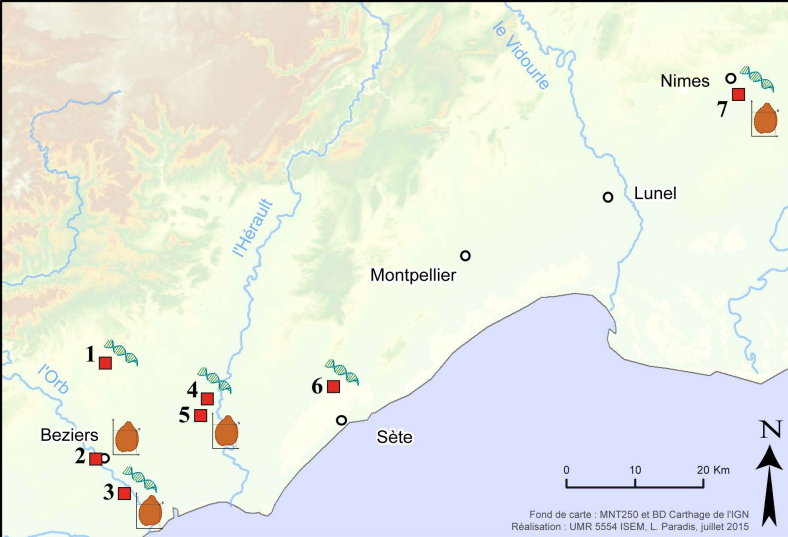 le Vidourle
Nimes
7
Lunel
l'Hérault
Montpellier
1
l'Orb
4
5
6
Beziers
2
Sète
3
N
0 10 20 Km
Fond de carte : MNT250 et BD Carthage de l'IGN
Réalisation : UMR 5554 ISEM, L. Paradis, juillet 2015